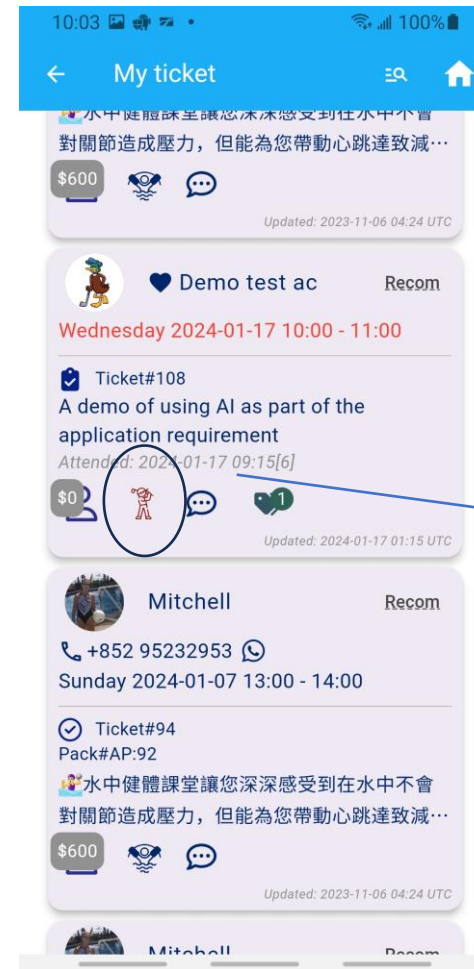 10:03
100%
My ticket
水中健體課堂讓您深深感受到在水中不會
對關節造成壓力，但能為您帶動心跳達致減…
$600
Updated: 2023-11-06 04:24 UTC
Demo test ac
Recom
Wednesday 2024-01-17 10:00 - 11:00
Ticket#108
A demo of using AI as part of the
application requirement
Attended: 2024-01-17 09:15[6]
$0
1
Updated: 2024-01-17 01:15 UTC
Mitchell
Recom
+852 95232953
Sunday 2024-01-07 13:00 - 14:00
Ticket#94
Pack#AP:92
水中健體課堂讓您深深感受到在水中不會
對關節造成壓力，但能為您帶動心跳達致減…
$600
Updated: 2023-11-06 04:24 UTC
Mitchell
Recom